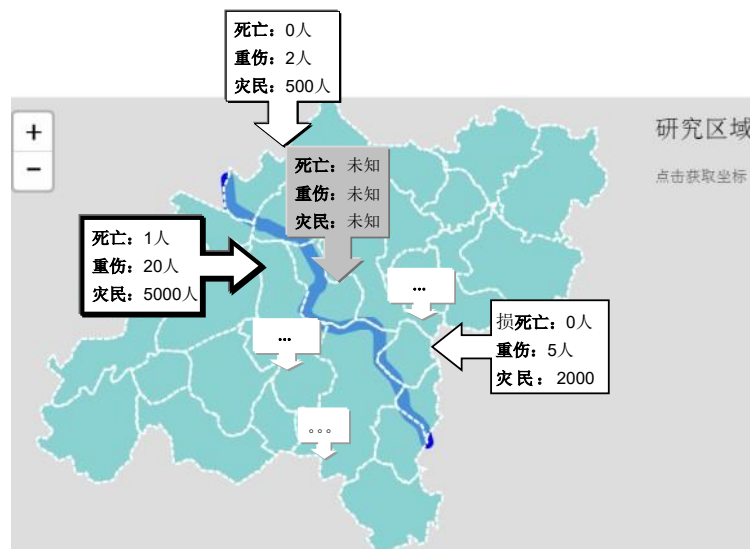 死亡：0人
重伤：2人
灾民：500人
+
−
研究区域
点击获取坐标
死亡：未知
重伤：未知
灾民：未知
死亡：1人
重伤：20人
灾民：5000人
...
损死亡：0人
重伤：5人
灾 民： 2000
...
。。。